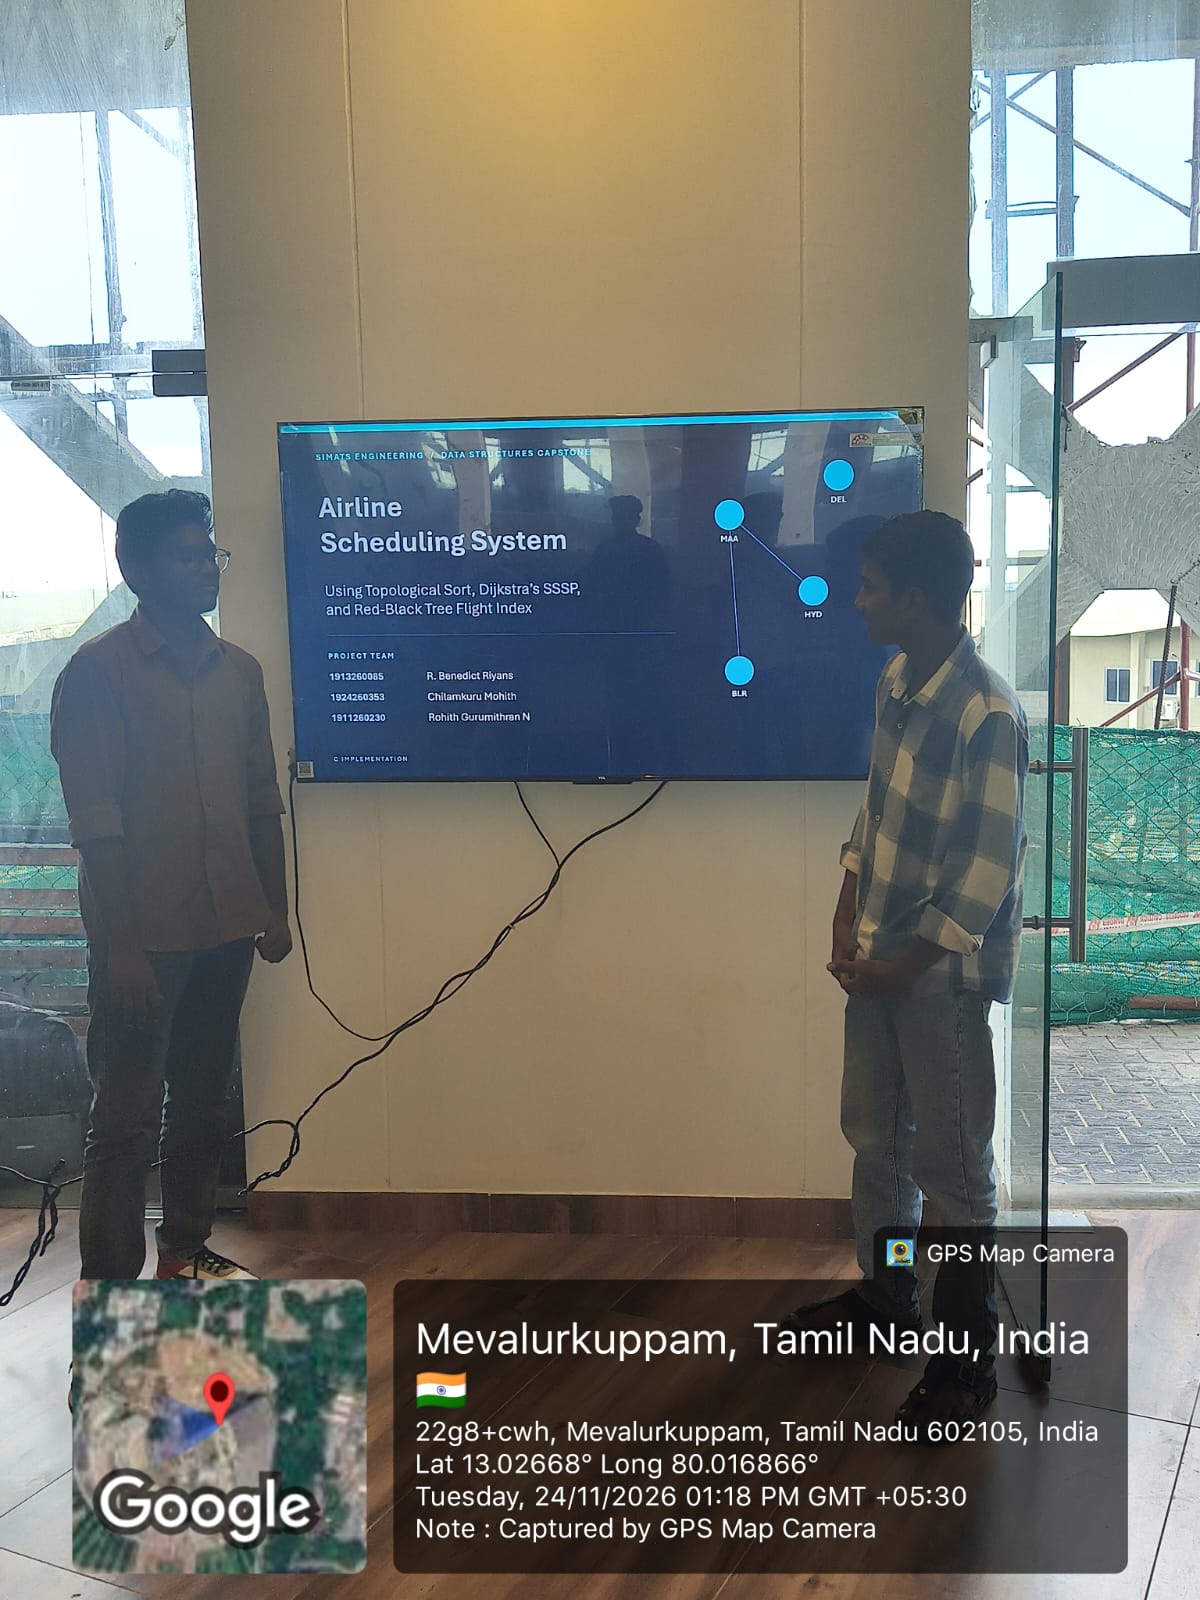 SIMATS ENGINEERING / DATA STRUCTURES CAPSTONE
Airline
Scheduling System
Using Topological Sort, Dijkstra's SSSP,
and Red-Black Tree Flight Index
PROJECT TEAM
1913260085 R. Benedict Riyans
1924260353 Chilamkuru Mohith
1911260230 Rohith Gurumithran N
C IMPLEMENTATION
DEL
MAA
HYD
BLR
TCL
GPS Map Camera
Mevalurkuppam, Tamil Nadu, India
22g8+cwh, Mevalurkuppam, Tamil Nadu 602105, India
Lat 13.02668° Long 80.016866°
Tuesday, 24/11/2026 01:18 PM GMT +05:30
Note : Captured by GPS Map Camera
Google